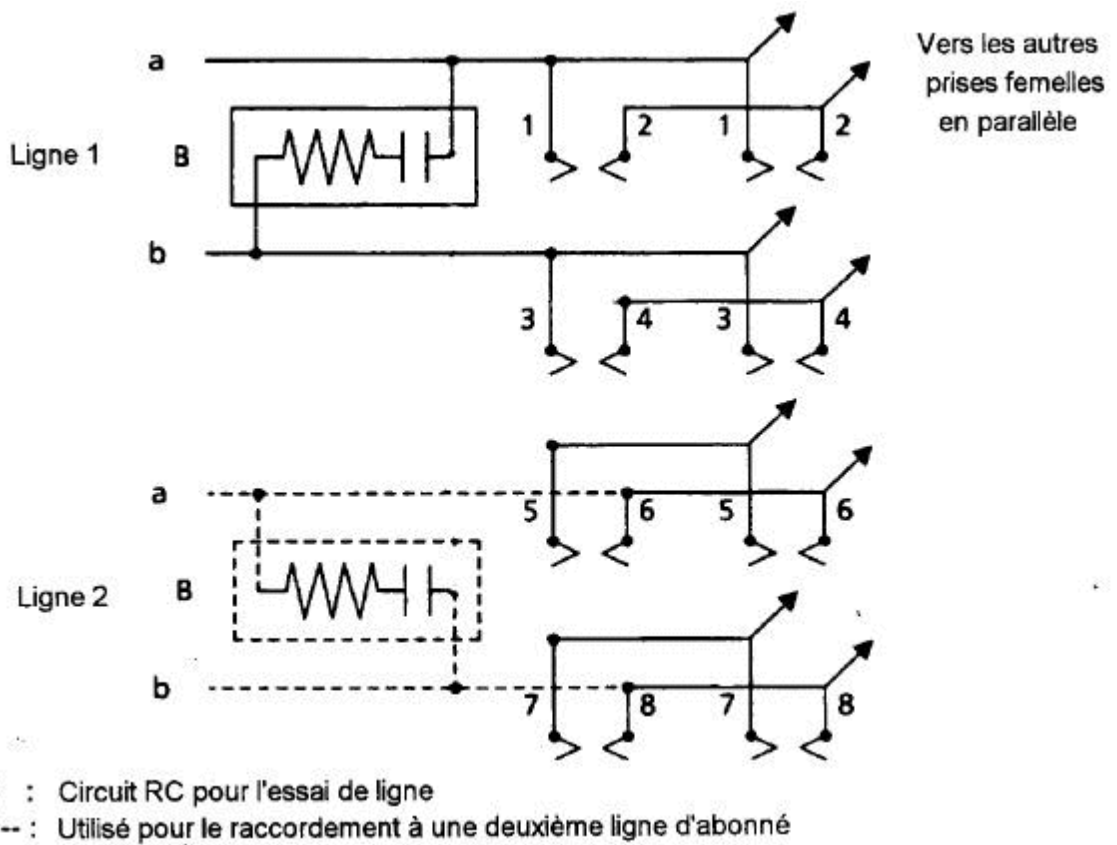 a
Vers les autres
prises femelles
en parallèle
1 2 1 2
Ligne 1 B
b
3 4 3 4
a
5 6 5 6
Ligne 2 B
b
7 8 7 8
: Circuit RC pour l'essai de ligne
-- : Utilisé pour le raccordement à une deuxième ligne d'abonné